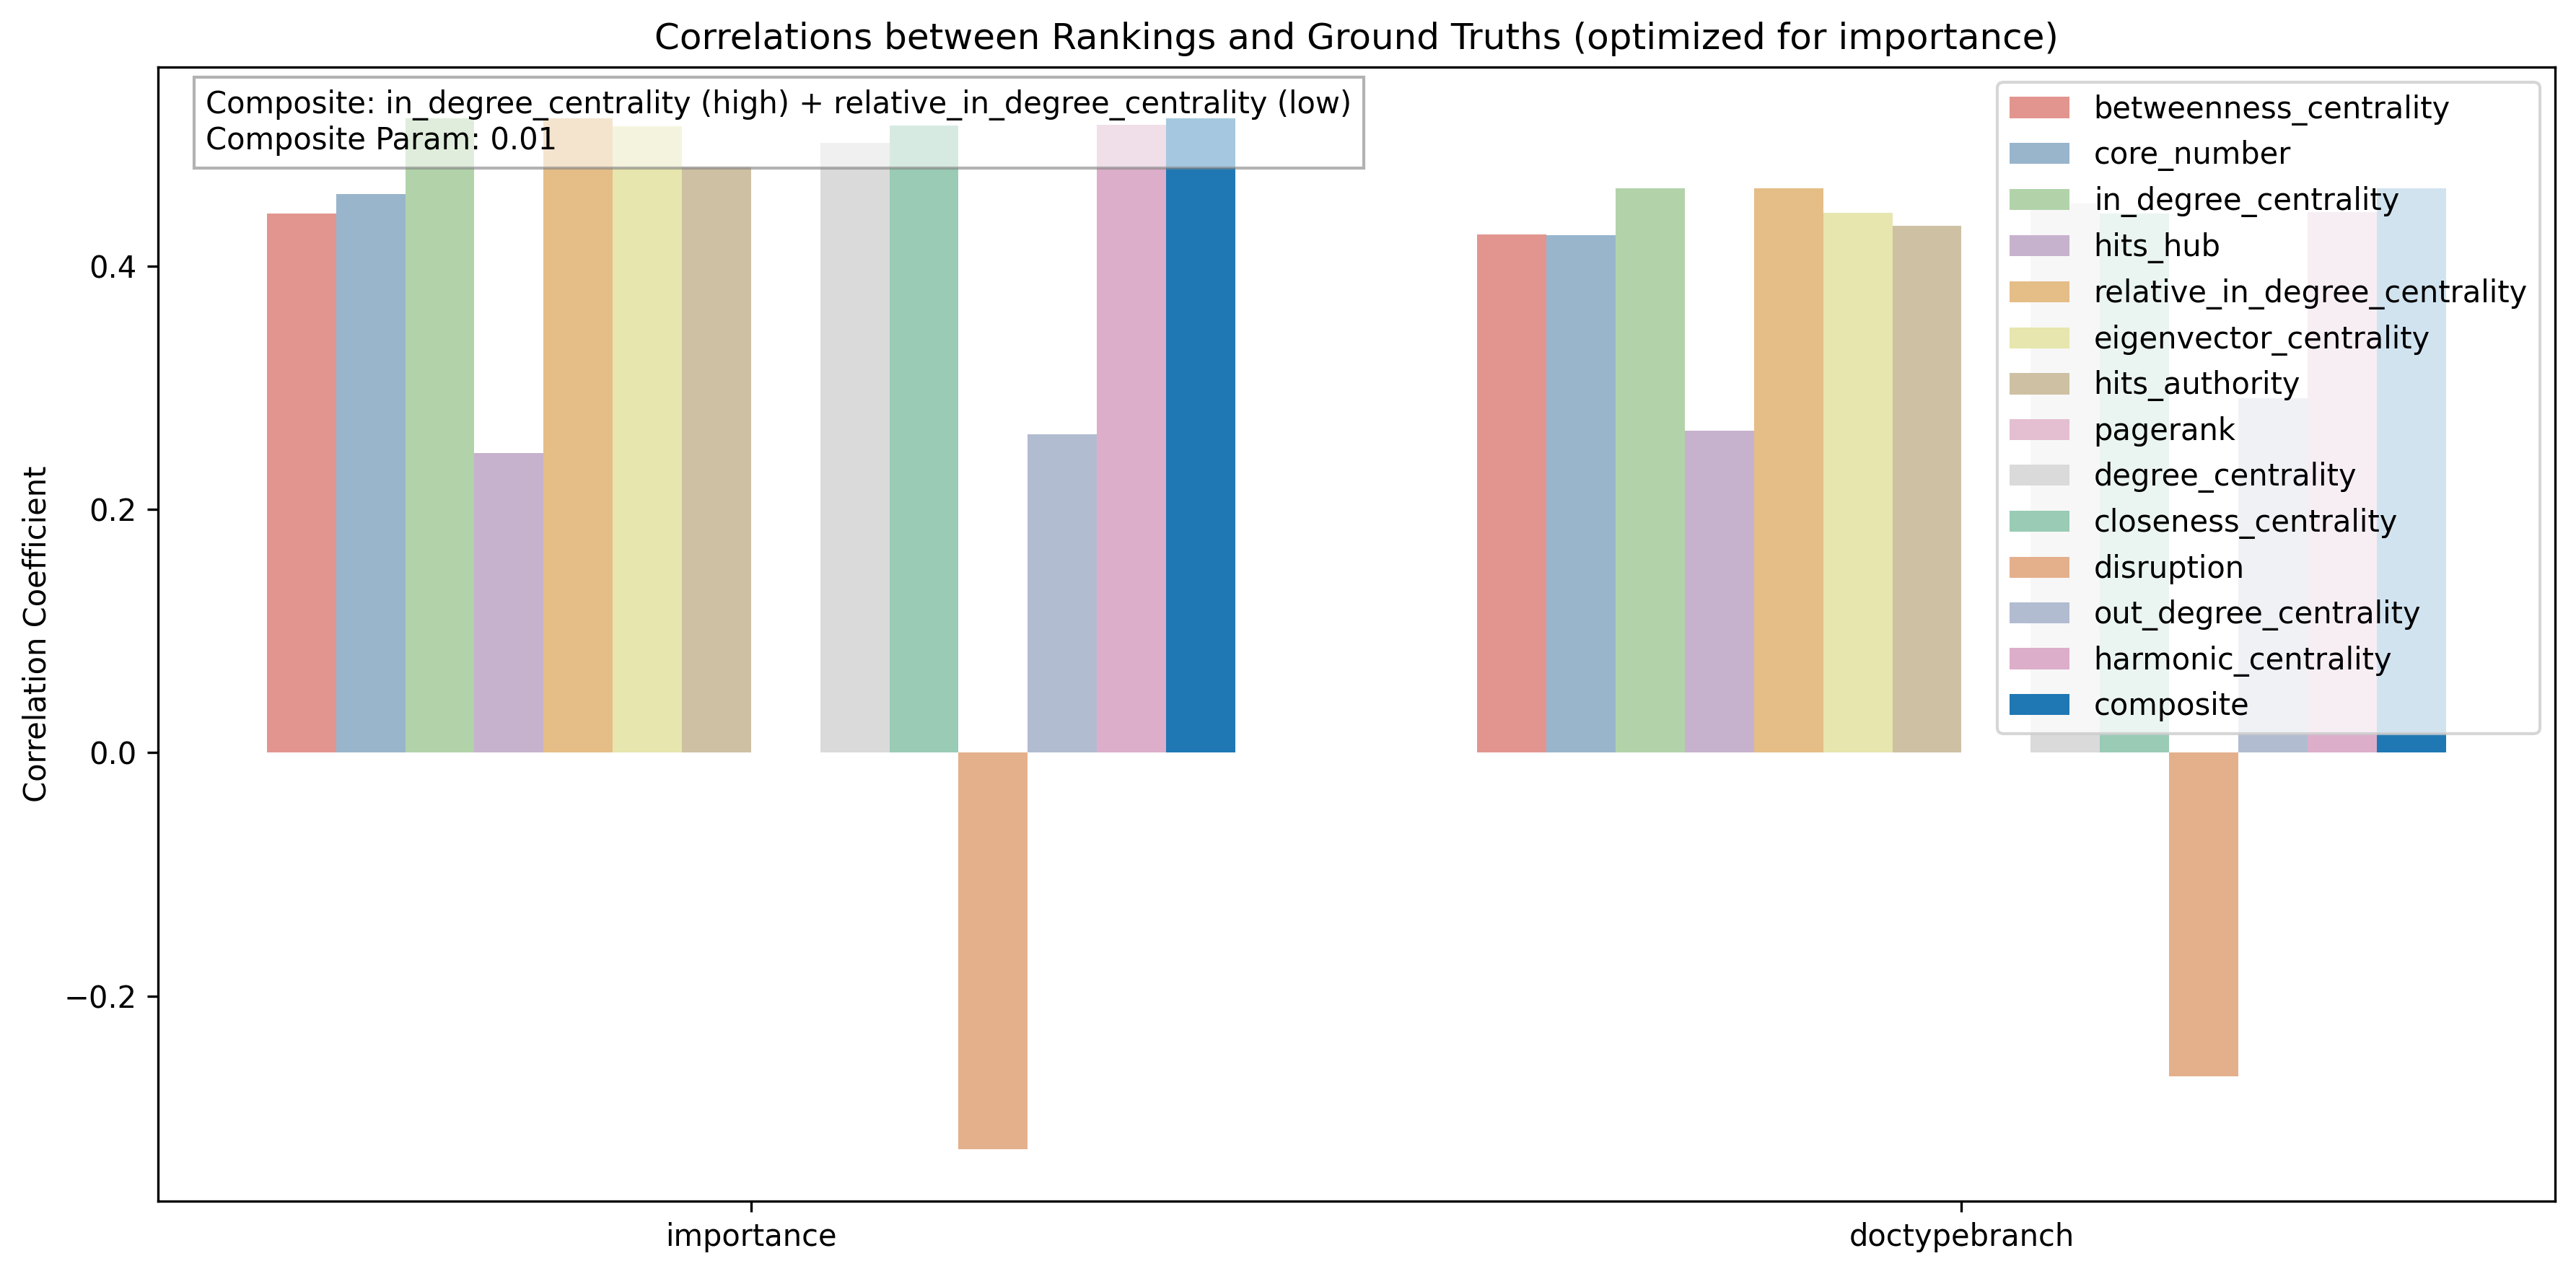 Correlations between Rankings and Ground Truths (optimized for importance)
Composite: in_degree_centrality (high) + relative_in_degree_centrality (low)
Composite Param: 0.01
betweenness_centrality
core_number
in_degree_centrality
hits_hub
relative_in_degree_centrality
eigenvector_centrality
hits_authority
pagerank
degree_centrality
closeness_centrality
disruption
out_degree_centrality
harmonic_centrality
composite
Correlation Coefficient
0.4
0.2
0.0
−0.2
importance
doctypebranch